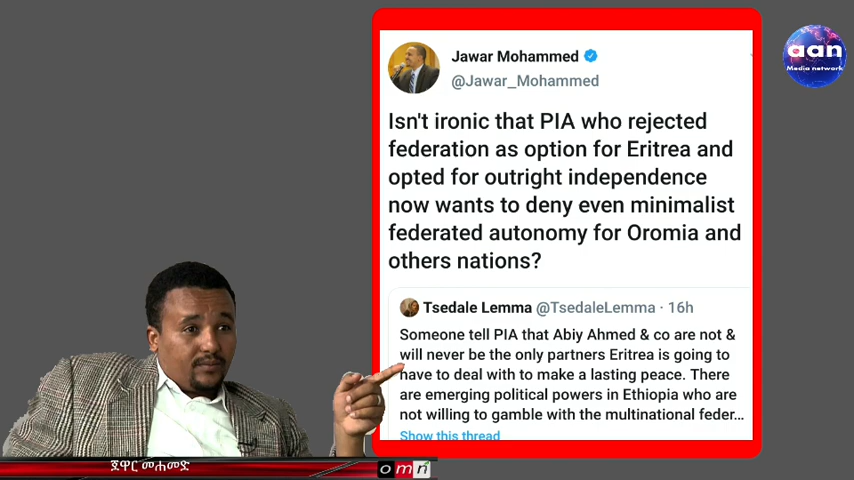 Jawar Mohammed
@Jawar_Mohammed
Isn't ironic that PIA who rejected
federation as option for Eritrea and
opted for outright independence
now wants to deny even minimalist
federated autonomy for Oromia and
others nations?
Tsedale Lemma @TsedaleLemma · 16h
Someone tell PIA that Abiy Ahmed & co are not &
will never be the only partners Eritrea is going to
have to deal with to make a lasting peace. There
are emerging political powers in Ethiopia who are
not willing to gamble with the multinational feder...
Show this thread
aan
Media network
ጀዋር መሐመድ
omn